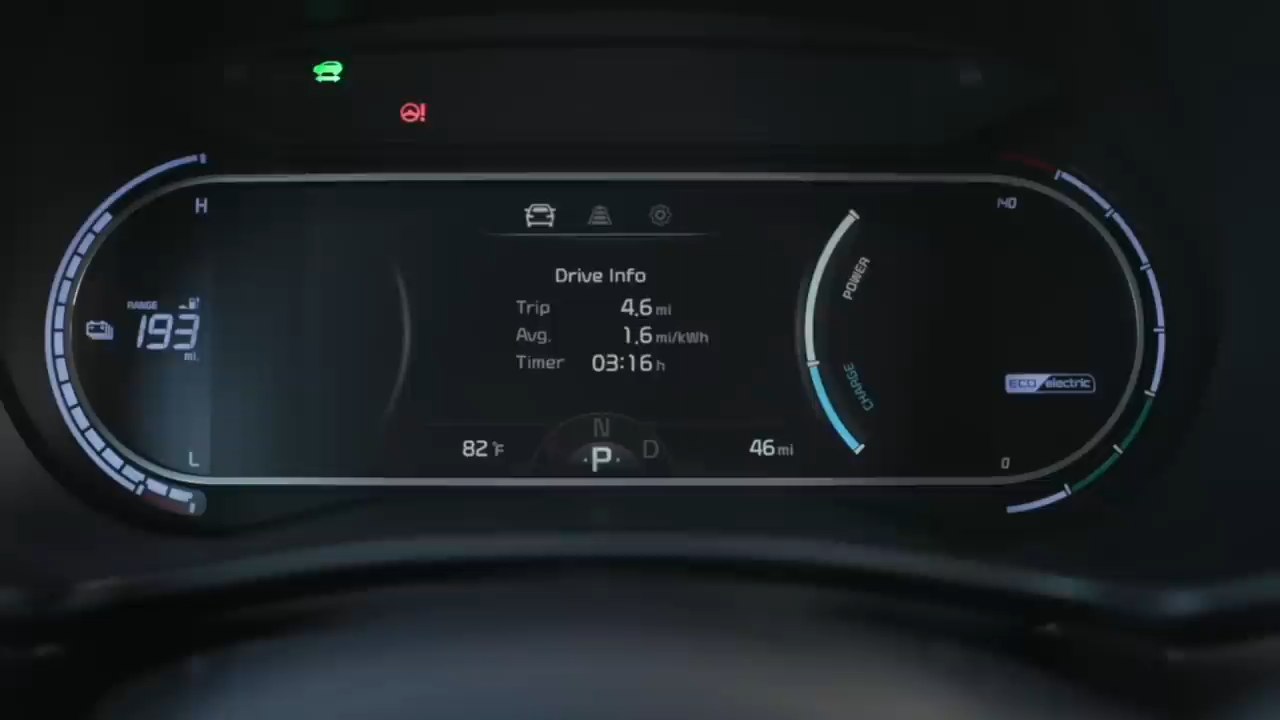 H
140
Drive Info
RANGE
193
mi.
Trip 4.6 mi
Avg. 1.6 mi/kWh
Timer 03:16 h
POWER
CHARGE
ECO electric
N
82°F P D 46 mi
L
0